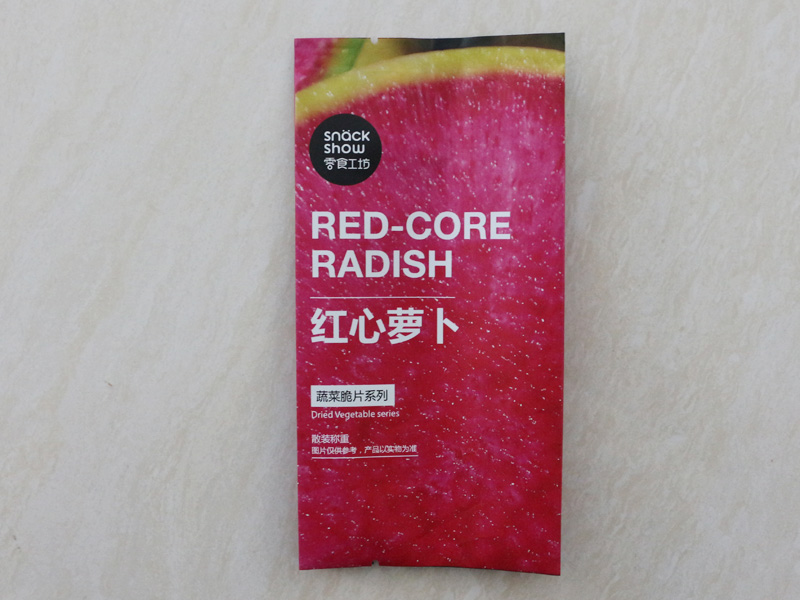 snäck
show
零食工坊
RED-CORE
RADISH
红心萝卜
蔬菜脆片系列
Dried Vegetable series
散装称重
图片仅供参考，产品以实物为准